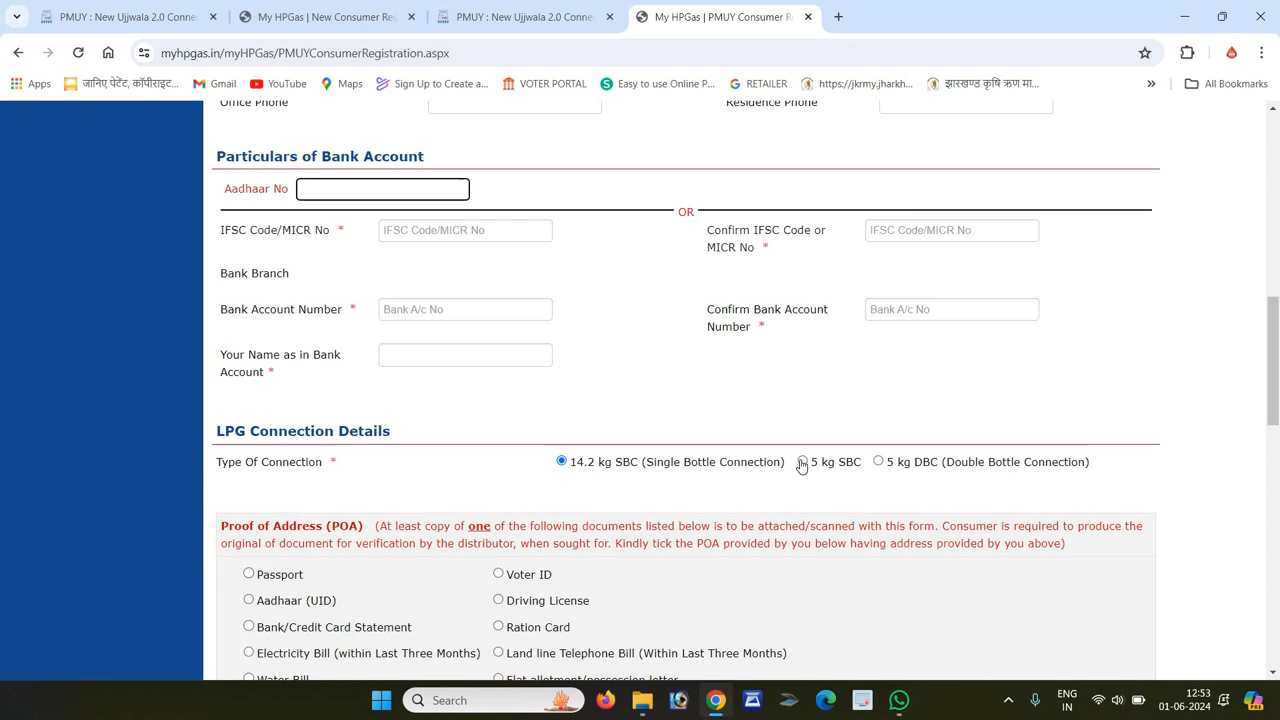 PMUY : New Ujjwala 2.0 Conne
My HPGas | New Consumer Re
PMUY : New Ujjwala 2.0 Conne
My HPGas | PMUY Consumer R
myhpgas.in/myHPGas/PMUYConsumerRegistration.aspx
Apps
जानिए पेटेंट, कॉपीराइट...
Gmail
YouTube
Maps
Sign Up to Create a...
VOTER PORTAL
Easy to use Online P...
RETAILER
https://jkrmy.jharkh...
झारखण्ड कृषि ऋण मा...
»
All Bookmarks
Office Phone
Residence Phone
Particulars of Bank Account
Aadhaar No
OR
IFSC Code/MICR No *
IFSC Code/MICR No
Confirm IFSC Code or
MICR No *
IFSC Code/MICR No
Bank Branch
Bank Account Number *
Bank A/c No
Confirm Bank Account
Number *
Bank A/c No
Your Name as in Bank
Account *
LPG Connection Details
Type Of Connection *
14.2 kg SBC (Single Bottle Connection)
5 kg SBC
5 kg DBC (Double Bottle Connection)
Proof of Address (POA) (At least copy of one of the following documents listed below is to be attached/scanned with this form. Consumer is required to produce the
original of document for verification by the distributor, when sought for. Kindly tick the POA provided by you below having address provided by you above)
Passport
Voter ID
Aadhaar (UID)
Driving License
Bank/Credit Card Statement
Ration Card
Electricity Bill (within Last Three Months)
Land line Telephone Bill (Within Last Three Months)
Water Bill
Flat allotment/possession letter
Search
ENG
IN
12:53
01-06-2024